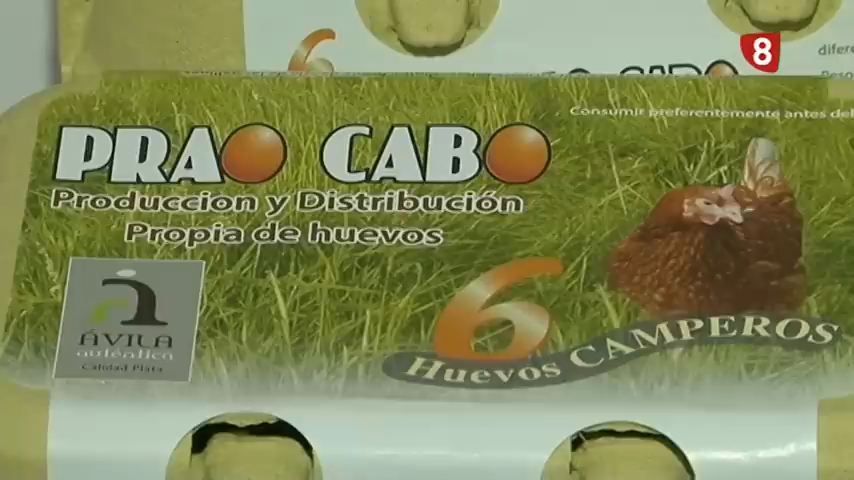 8
6
Consumir preferentemente antes del
PRAO CABO
Produccion y Distribución
Propia de huevos
ÁVILA
auténtica
Calidad Plata
6
Huevos CAMPEROS